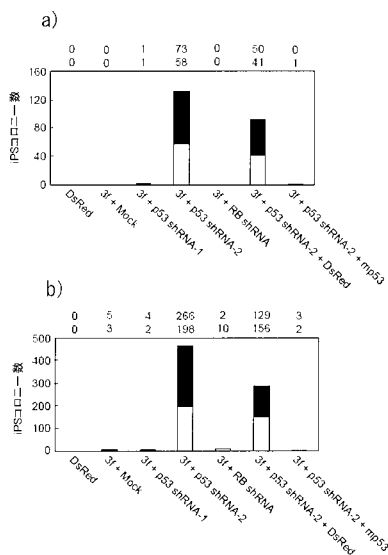 a)
0 0 1 73 0 50 0
0 0 1 58 0 41 1
160
120
80
40
0
iPSコロニー数
DsRed
3f + Mock
3f + p53 shRNA-1
3f + p53 shRNA-2
3f + RB shRNA
3f + p53 shRNA-2 + DsRed
3f + p53 shRNA-2 + mp53
b)
0 5 4 266 2 129 3
0 3 2 198 10 156 2
500
400
300
200
100
0
iPSコロニー数
DsRed
3f + Mock
3f + p53 shRNA-1
3f + p53 shRNA-2
3f + RB shRNA
3f + p53 shRNA-2 + DsRed
3f + p53 shRNA-2 + mp53